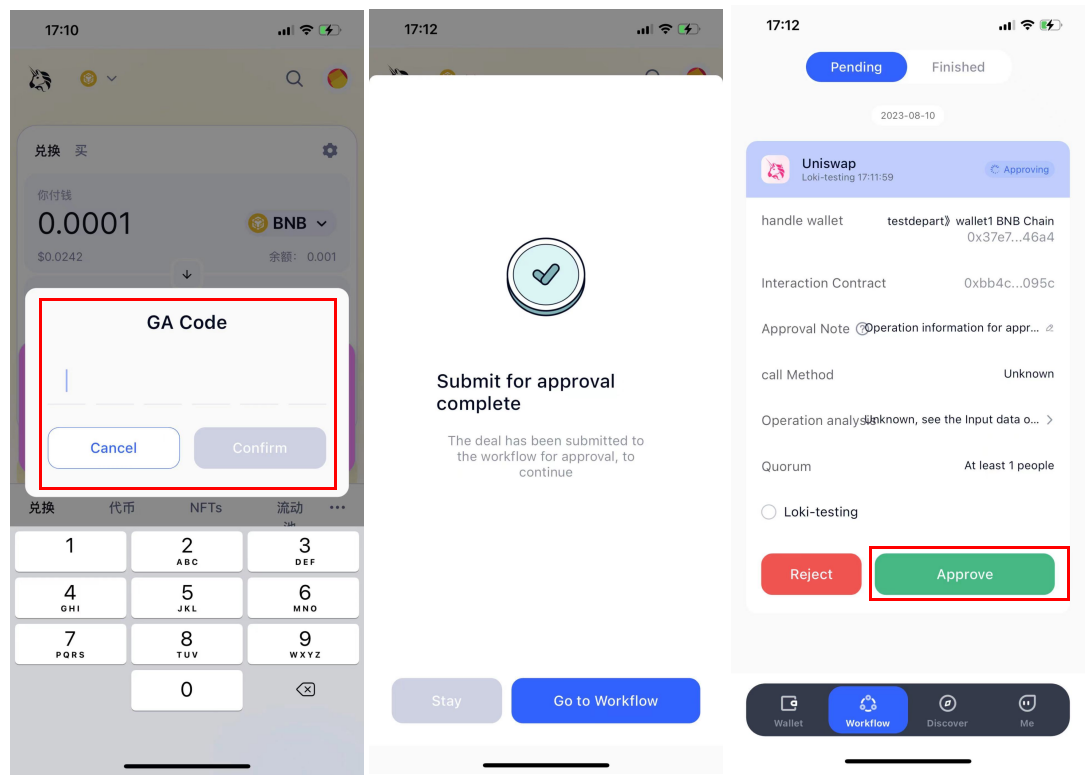 17:10
兑换 买
你付钱
0.0001
BNB
$0.0242
余额: 0.001
GA Code
Cancel
Confirm
兑换
代币
NFTs
流动
1
2
ABC
3
DEF
4
GHI
5
JKL
6
MNO
7
PQRS
8
TUV
9
WXYZ
0
17:12
Submit for approval
complete
The deal has been submitted to
the workflow for approval, to
continue
Stay
Go to Workflow
17:12
Pending
Finished
2023-08-10
Uniswap
Loki-testing 17:11:59
Approving
handle wallet
testdepart》wallet1 BNB Chain
0x37e7...46a4
Interaction Contract
0xbb4c...095c
Approval Note
Operation information for appr...
call Method
Unknown
Operation analysis
Unknown, see the Input data o...
Quorum
At least 1 people
Loki-testing
Reject
Approve
Wallet
Workflow
Discover
Me